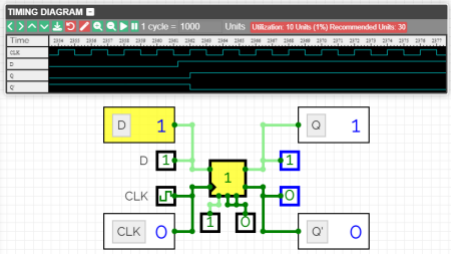 TIMING DIAGRAM
1 cycle = 1000 Units Utilization: 10 Units (1%) Recommended Units: 30
Time
CLK
D
Q
Q'
D 1 Q 1
D 1 1 1
CLK 0
1 0
CLK 0 Q' 0